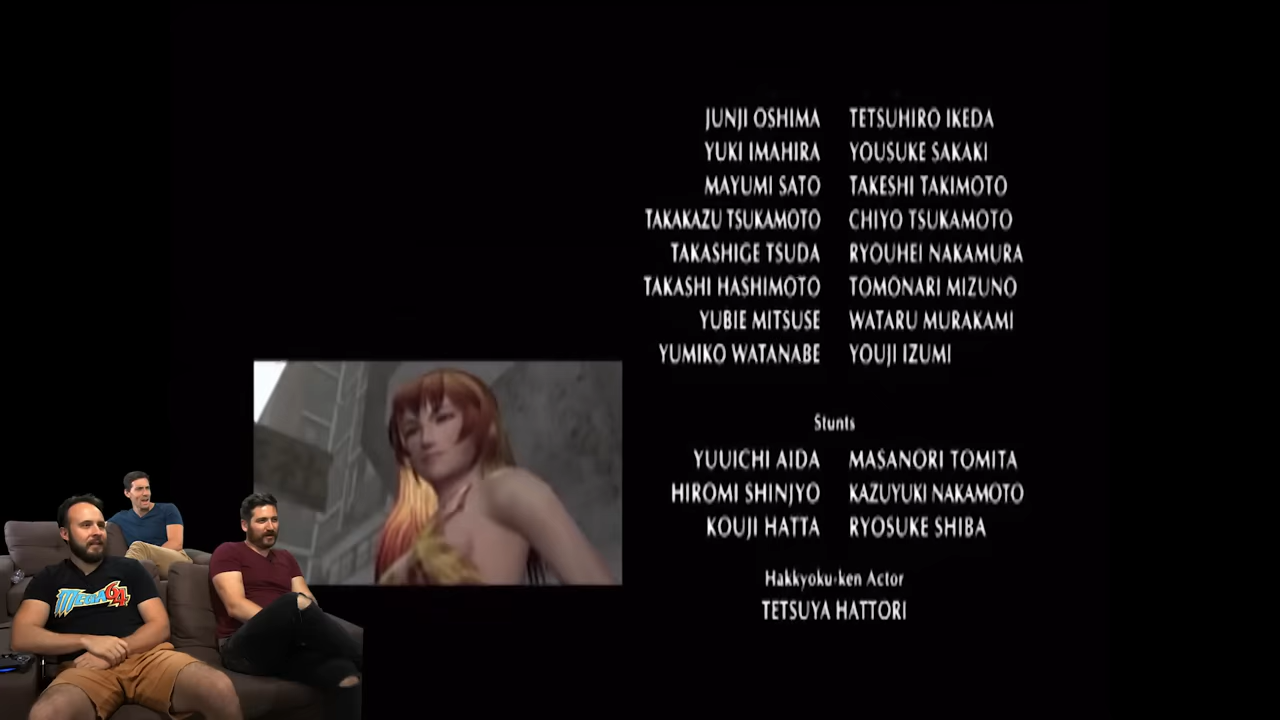 JUNJI OSHIMA TETSUHIRO IKEDA
YUKI IMAHIRA YOUSUKE SAKAKI
MAYUMI SATO TAKESHI TAKIMOTO
TAKAKAZU TSUKAMOTO CHIYO TSUKAMOTO
TAKASHIGE TSUDA RYOUHEI NAKAMURA
TAKASHI HASHIMOTO TOMONARI MIZUNO
YUBIE MITSUSE WATARU MURAKAMI
YUMIKO WATANABE YOUJI IZUMI
Stunts
YUUICHI AIDA MASANORI TOMITA
HIROMI SHINJYO KAZUYUKI NAKAMOTO
KOUJI HATTA RYOSUKE SHIBA
Hakkyoku-ken Actor
TETSUYA HATTORI
MEGA64